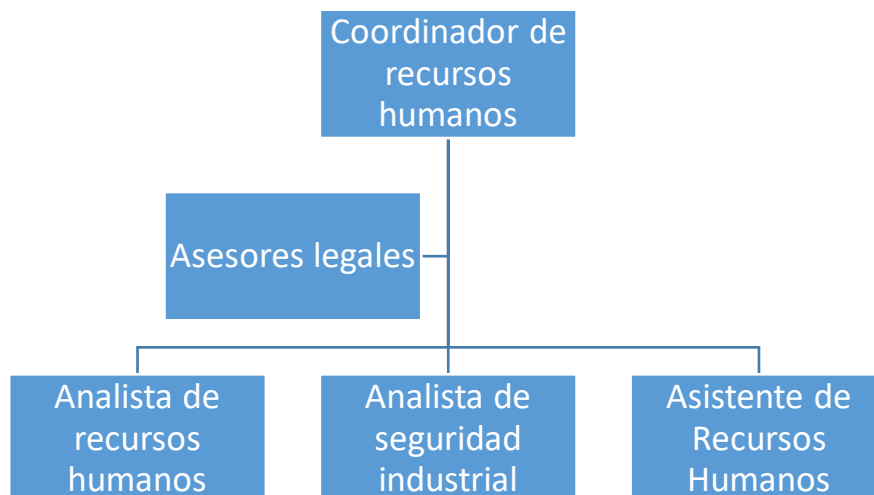 Coordinador de
recursos
humanos
Asesores legales
Analista de
recursos
humanos
Analista de
seguridad
industrial
Asistente de
Recursos
Humanos